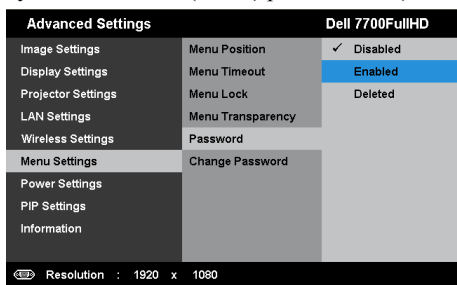 Advanced Settings Dell 7700FullHD
Image Settings Menu Position ✓ Disabled
Display Settings Menu Timeout Enabled
Projector Settings Menu Lock Deleted
LAN Settings Menu Transparency
Wireless Settings Password
Menu Settings Change Password
Power Settings
PIP Settings
Information
Resolution : 1920 x 1080